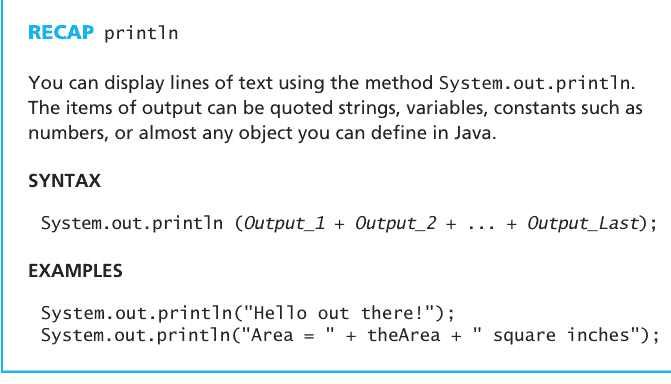 RECAP println
You can display lines of text using the method System.out.println.
The items of output can be quoted strings, variables, constants such as
numbers, or almost any object you can define in Java.
SYNTAX
System.out.println (Output_1 + Output_2 + ... + Output_Last);
EXAMPLES
System.out.println("Hello out there!");
System.out.println("Area = " + theArea + " square inches");